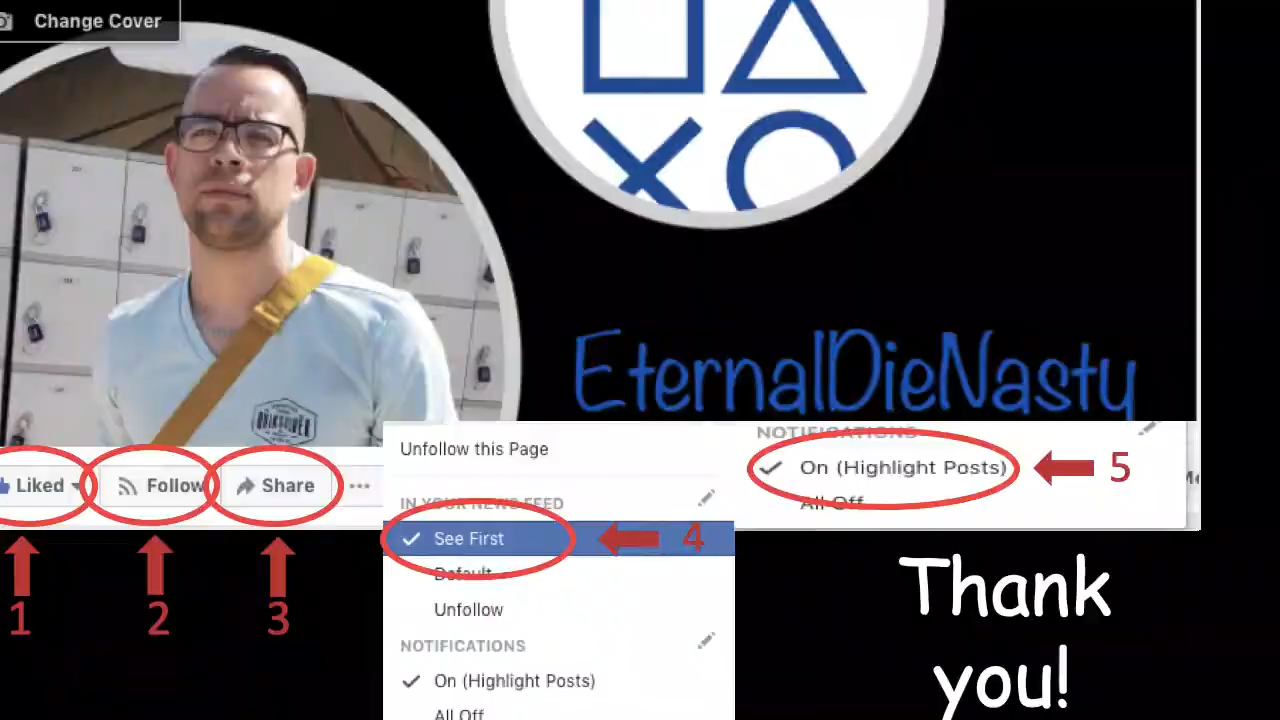 Change Cover
EternalDieNasty
Liked
Follow
Share
1
2
3
Unfollow this Page
IN YOUR NEWS FEED
See First
4
Default
Unfollow
NOTIFICATIONS
On (Highlight Posts)
All Off
NOTIFICATIONS
On (Highlight Posts)
5
All Off
Thank
you!